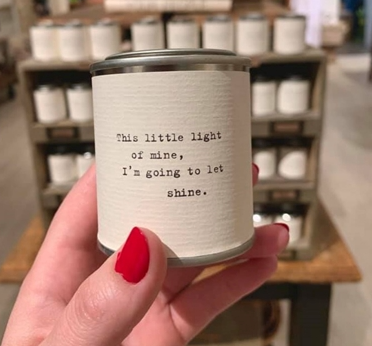 This little light
of mine,
I'm going to let
shine.